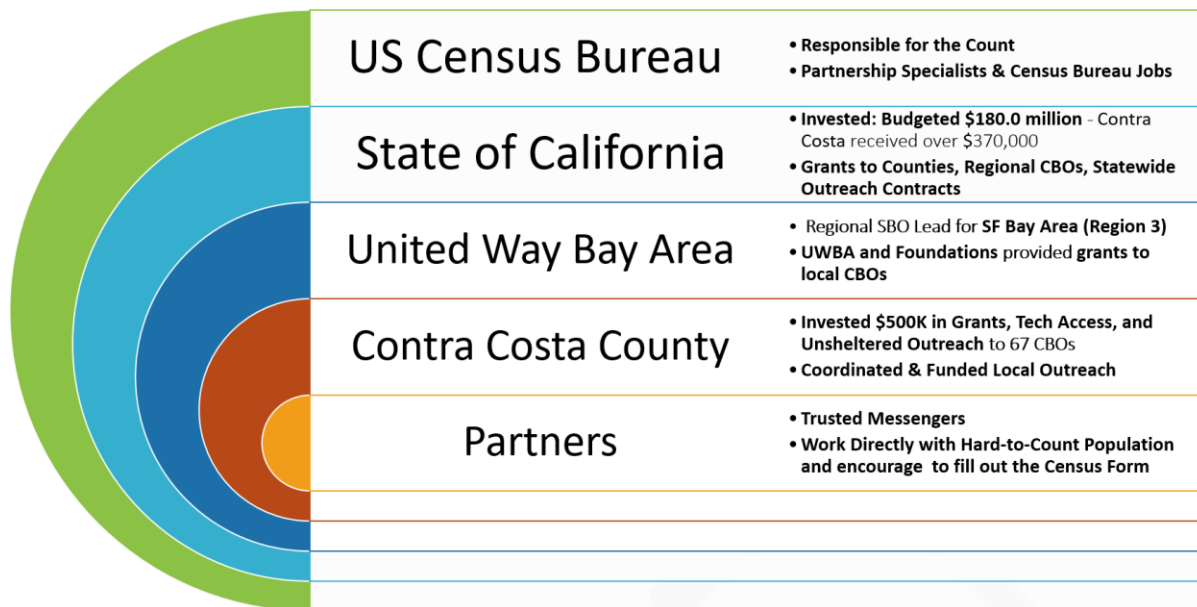 US Census Bureau
• Responsible for the Count
• Partnership Specialists & Census Bureau Jobs
State of California
• Invested: Budgeted $180.0 million - Contra
Costa received over $370,000
• Grants to Counties, Regional CBOs, Statewide
Outreach Contracts
United Way Bay Area
• Regional SBO Lead for SF Bay Area (Region 3)
• UWBA and Foundations provided grants to
local CBOs
Contra Costa County
• Invested $500K in Grants, Tech Access, and
Unsheltered Outreach to 67 CBOs
• Coordinated & Funded Local Outreach
Partners
• Trusted Messengers
• Work Directly with Hard-to-Count Population
and encourage to fill out the Census Form